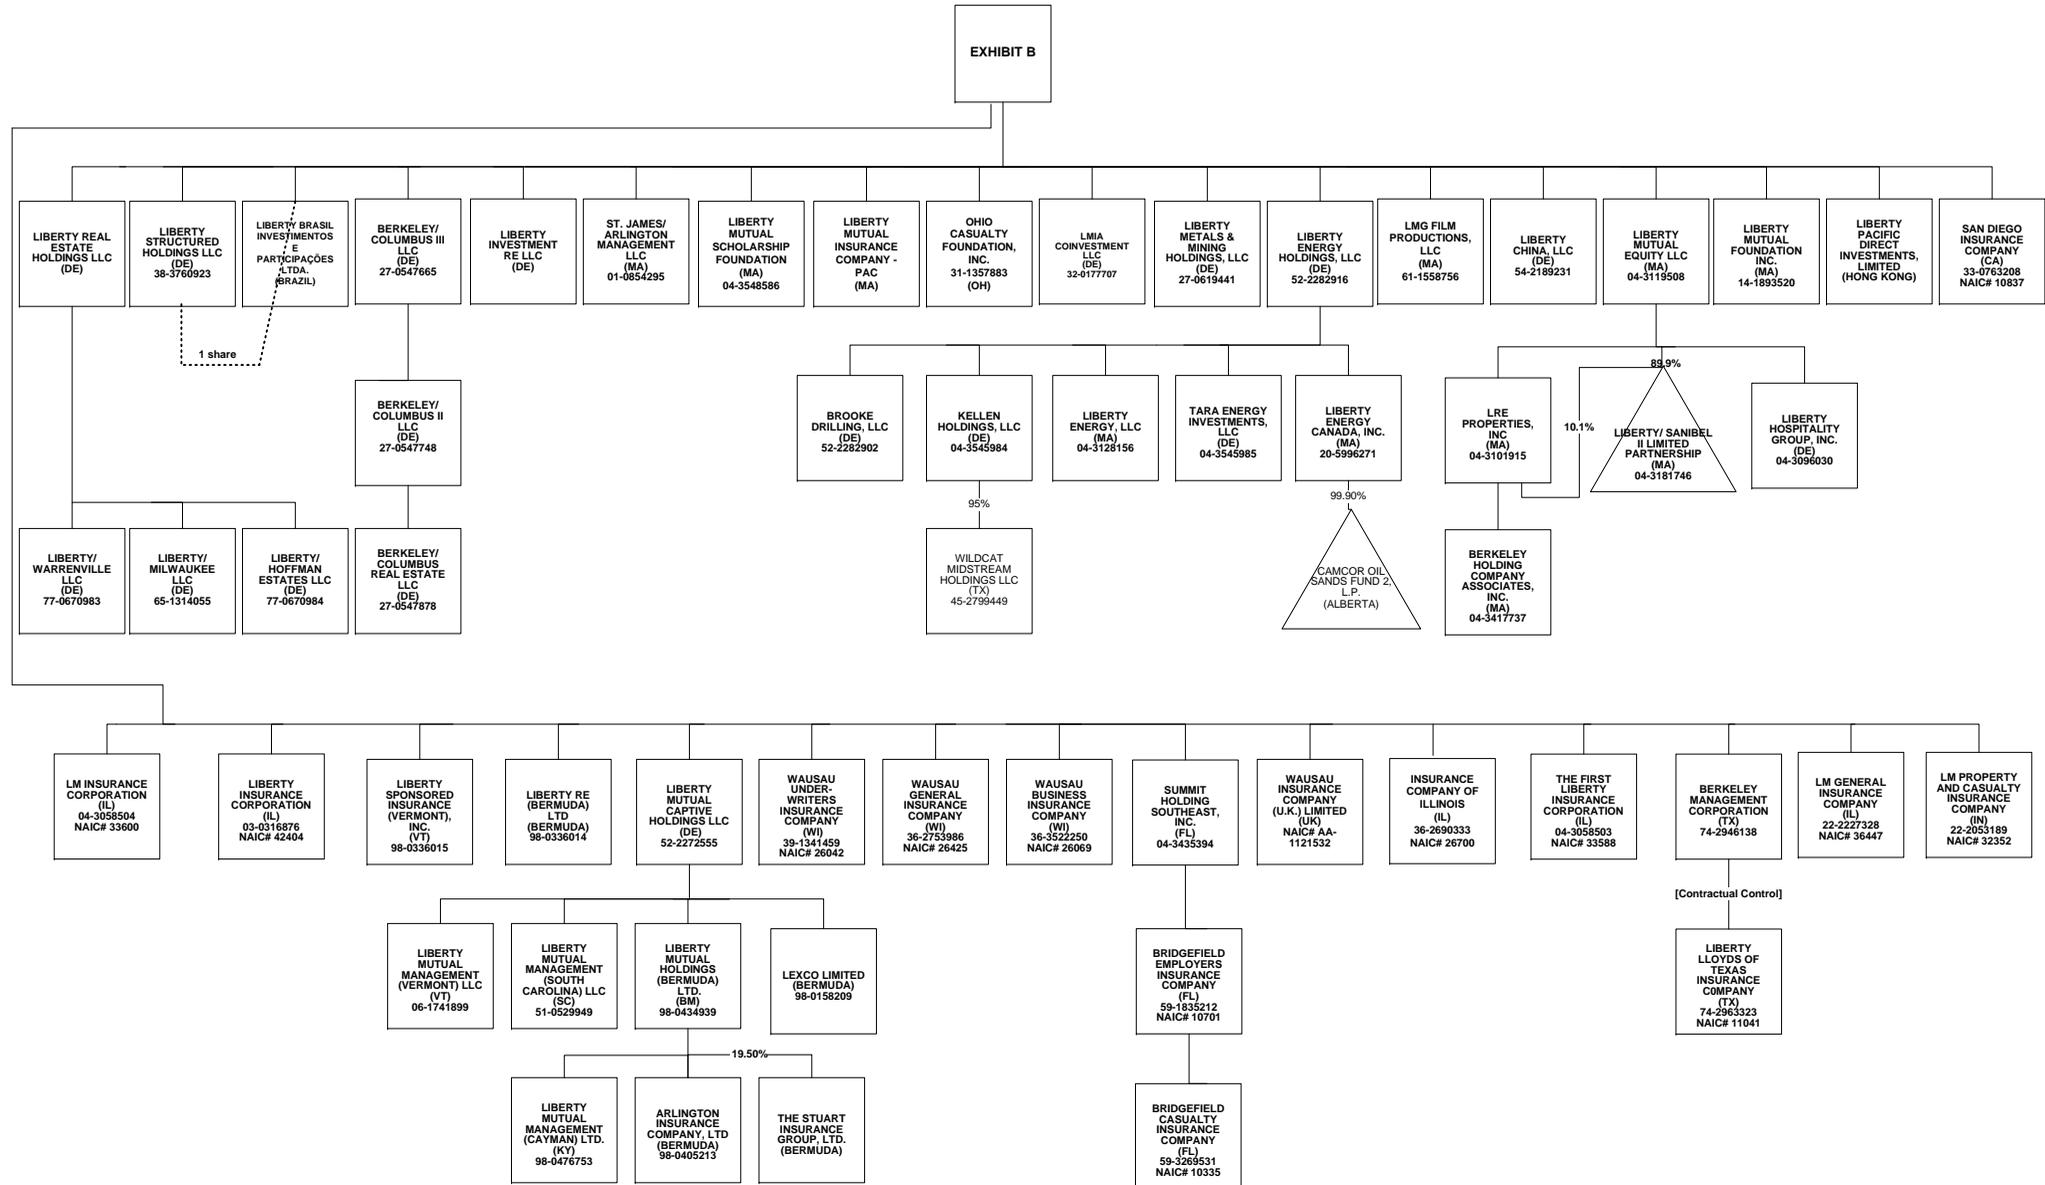 EXHIBIT B
LIBERTY REAL
ESTATE
HOLDINGS LLC
(DE)
LIBERTY
STRUCTURED
HOLDINGS LLC
(DE)
38-3760923
LIBERTY BRASIL
INVESTIMENTOS
E
PARTICIPAÇÕES
LTDA.
(BRAZIL)
BERKELEY/
COLUMBUS III
LLC
(DE)
27-0547665
LIBERTY
INVESTMENT
RE LLC
(DE)
ST. JAMES/
ARLINGTON
MANAGEMENT
LLC
(MA)
01-0854295
LIBERTY
MUTUAL
SCHOLARSHIP
FOUNDATION
(MA)
04-3548586
LIBERTY
MUTUAL
INSURANCE
COMPANY -
PAC
(MA)
OHIO
CASUALTY
FOUNDATION,
INC.
31-1357883
(OH)
LMIA
COINVESTMENT
LLC
(DE)
32-0177707
LIBERTY
METALS &
MINING
HOLDINGS, LLC
(DE)
27-0619441
LIBERTY
ENERGY
HOLDINGS, LLC
(DE)
52-2282916
LMG FILM
PRODUCTIONS,
LLC
(MA)
61-1558756
LIBERTY
CHINA, LLC
(DE)
54-2189231
LIBERTY
MUTUAL
EQUITY LLC
(MA)
04-3119508
LIBERTY
MUTUAL
FOUNDATION
INC.
(MA)
14-1893520
LIBERTY
PACIFIC
DIRECT
INVESTMENTS,
LIMITED
(HONG KONG)
SAN DIEGO
INSURANCE
COMPANY
(CA)
33-0763208
NAIC# 10837
1 share
BERKELEY/
COLUMBUS II
LLC
(DE)
27-0547748
BROOKE
DRILLING, LLC
(DE)
52-2282902
KELLEN
HOLDINGS, LLC
(DE)
04-3545984
LIBERTY
ENERGY, LLC
(MA)
04-3128156
TARA ENERGY
INVESTMENTS,
LLC
(DE)
04-3545985
LIBERTY
ENERGY
CANADA, INC.
(MA)
20-5996271
LRE
PROPERTIES,
INC
(MA)
04-3101915
10.1%
89.9%
LIBERTY/ SANIBEL
II LIMITED
PARTNERSHIP
(MA)
04-3181746
LIBERTY
HOSPITALITY
GROUP, INC.
(DE)
04-3096030
95%
99.90%
LIBERTY/
WARRENVILLE
LLC
(DE)
77-0670983
LIBERTY/
MILWAUKEE
LLC
(DE)
65-1314055
LIBERTY/
HOFFMAN
ESTATES LLC
(DE)
77-0670984
BERKELEY/
COLUMBUS
REAL ESTATE
LLC
(DE)
27-0547878
WILDCAT
MIDSTREAM
HOLDINGS LLC
(TX)
45-2799449
CAMCOR OIL
SANDS FUND 2,
L.P.
(ALBERTA)
BERKELEY
HOLDING
COMPANY
ASSOCIATES,
INC.
(MA)
04-3417737
LM INSURANCE
CORPORATION
(IL)
04-3058504
NAIC# 33600
LIBERTY
INSURANCE
CORPORATION
(IL)
03-0316876
NAIC# 42404
LIBERTY
SPONSORED
INSURANCE
(VERMONT),
INC.
(VT)
98-0336015
LIBERTY RE
(BERMUDA)
LTD
(BERMUDA)
98-0336014
LIBERTY
MUTUAL
CAPTIVE
HOLDINGS LLC
(DE)
52-2272555
WAUSAU
UNDER-
WRITERS
INSURANCE
COMPANY
(WI)
39-1341459
NAIC# 26042
WAUSAU
GENERAL
INSURANCE
COMPANY
(WI)
36-2753986
NAIC# 26425
WAUSAU
BUSINESS
INSURANCE
COMPANY
(WI)
36-3522250
NAIC# 26069
SUMMIT
HOLDING
SOUTHEAST,
INC.
(FL)
04-3435394
WAUSAU
INSURANCE
COMPANY
(U.K.) LIMITED
(UK)
NAIC# AA-
1121532
INSURANCE
COMPANY OF
ILLINOIS
(IL)
36-2690333
NAIC# 26700
THE FIRST
LIBERTY
INSURANCE
CORPORATION
(IL)
04-3058503
NAIC# 33588
BERKELEY
MANAGEMENT
CORPORATION
(TX)
74-2946138
LM GENERAL
INSURANCE
COMPANY
(IL)
22-2227328
NAIC# 36447
LM PROPERTY
AND CASUALTY
INSURANCE
COMPANY
(IN)
22-2053189
NAIC# 32352
[Contractual Control]
LIBERTY
MUTUAL
MANAGEMENT
(VERMONT) LLC
(VT)
06-1741899
LIBERTY
MUTUAL
MANAGEMENT
(SOUTH
CAROLINA) LLC
(SC)
51-0529949
LIBERTY
MUTUAL
HOLDINGS
(BERMUDA)
LTD.
(BM)
98-0434939
LEXCO LIMITED
(BERMUDA)
98-0158209
BRIDGEFIELD
EMPLOYERS
INSURANCE
COMPANY
(FL)
59-1835212
NAIC# 10701
LIBERTY
LLOYDS OF
TEXAS
INSURANCE
C0MPANY
(TX)
74-2963323
NAIC# 11041
19.50%
LIBERTY
MUTUAL
MANAGEMENT
(CAYMAN) LTD.
(KY)
98-0476753
ARLINGTON
INSURANCE
COMPANY, LTD
(BERMUDA)
98-0405213
THE STUART
INSURANCE
GROUP, LTD.
(BERMUDA)
BRIDGEFIELD
CASUALTY
INSURANCE
COMPANY
(FL)
59-3269531
NAIC# 10335